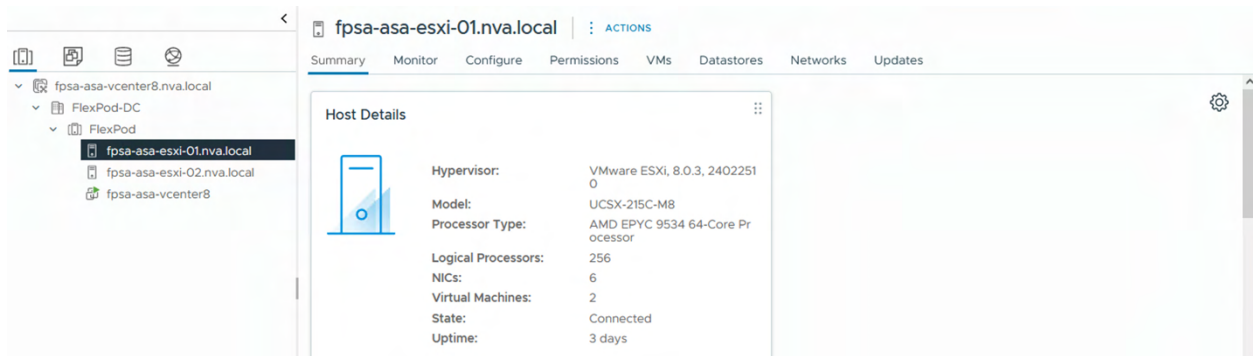 fpsa-asa-vcenter8.nva.local
FlexPod-DC
FlexPod
fpsa-asa-esxi-01.nva.local
fpsa-asa-esxi-02.nva.local
fpsa-asa-vcenter8
fpsa-asa-esxi-01.nva.local ACTIONS
Summary Monitor Configure Permissions VMs Datastores Networks Updates
Host Details
Hypervisor: VMware ESXi, 8.0.3, 2402251
0
Model: UCSX-215C-M8
Processor Type: AMD EPYC 9534 64-Core Pr
ocessor
Logical Processors: 256
NICs: 6
Virtual Machines: 2
State: Connected
Uptime: 3 days